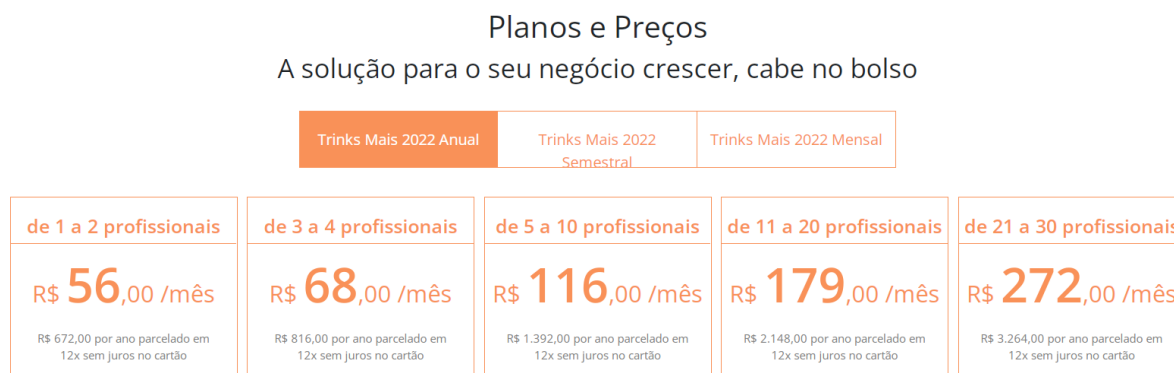 Planos e Preços
A solução para o seu negócio crescer, cabe no bolso
Trinks Mais 2022 Anual
Trinks Mais 2022
Semestral
Trinks Mais 2022 Mensal
de 1 a 2 profissionais
R$ 56,00 /mês
R$ 672,00 por ano parcelado em
12x sem juros no cartão
de 3 a 4 profissionais
R$ 68,00 /mês
R$ 816,00 por ano parcelado em
12x sem juros no cartão
de 5 a 10 profissionais
R$ 116,00 /mês
R$ 1.392,00 por ano parcelado em
12x sem juros no cartão
de 11 a 20 profissionais
R$ 179,00 /mês
R$ 2.148,00 por ano parcelado em
12x sem juros no cartão
de 21 a 30 profissionais
R$ 272,00 /mês
R$ 3.264,00 por ano parcelado em
12x sem juros no cartão